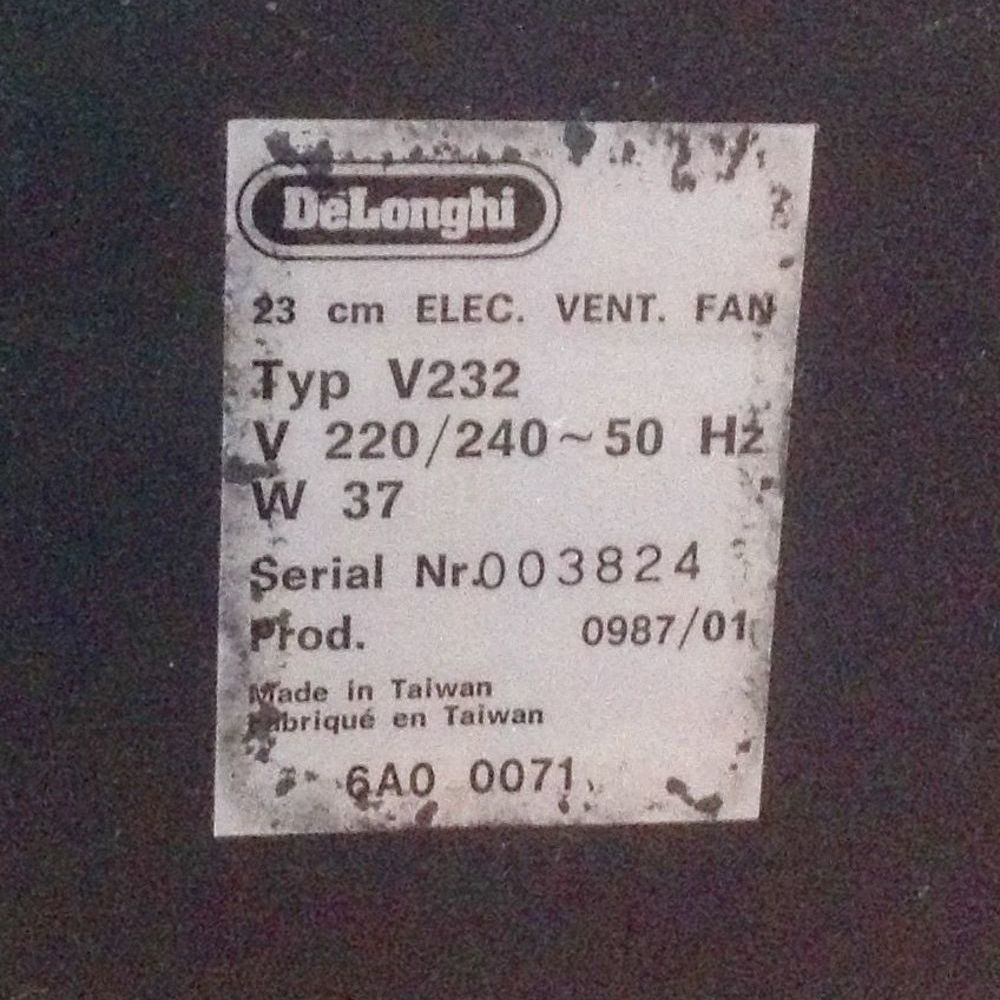 DeLonghi
23 cm ELEC. VENT. FAN
Typ V232
V 220/240~50 Hz
W 37
Serial Nr.003824
Prod. 0987/01
Made in Taiwan
Fabriqué en Taiwan
6A0 0071